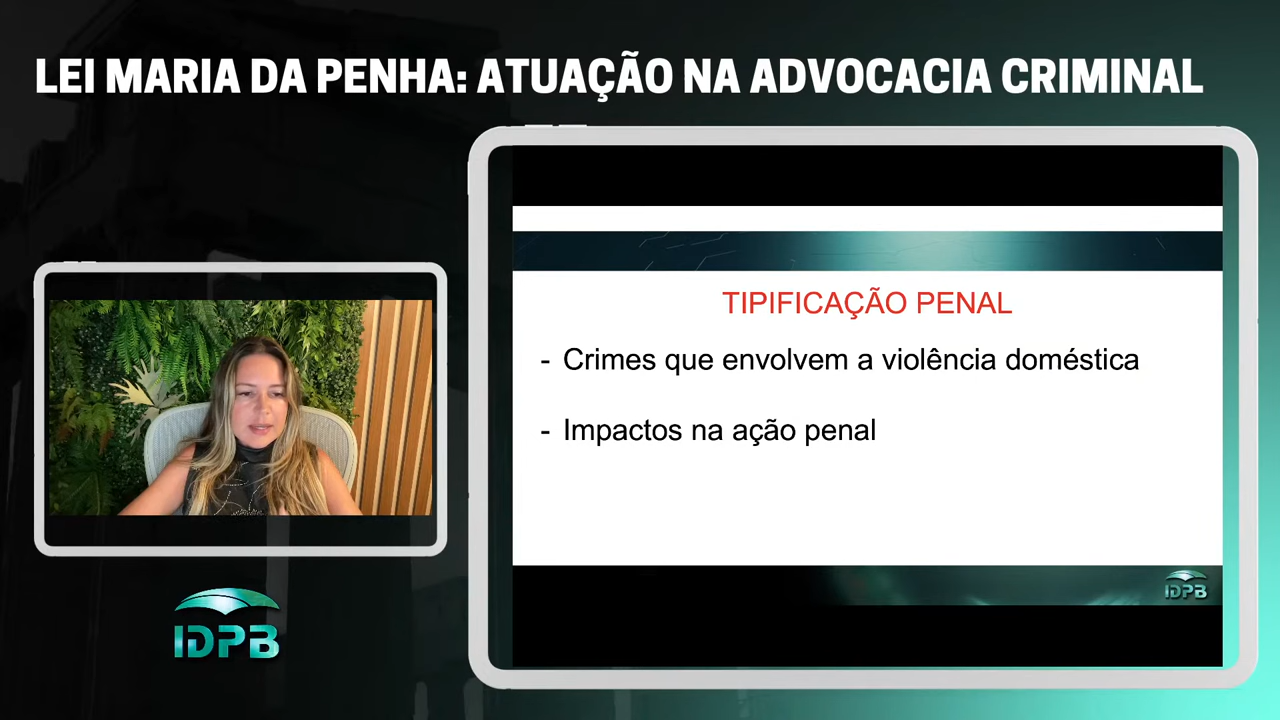 LEI MARIA DA PENHA: ATUAÇÃO NA ADVOCACIA CRIMINAL
TIPIFICAÇÃO PENAL
- Crimes que envolvem a violência doméstica
- Impactos na ação penal
IDPB
IDPB